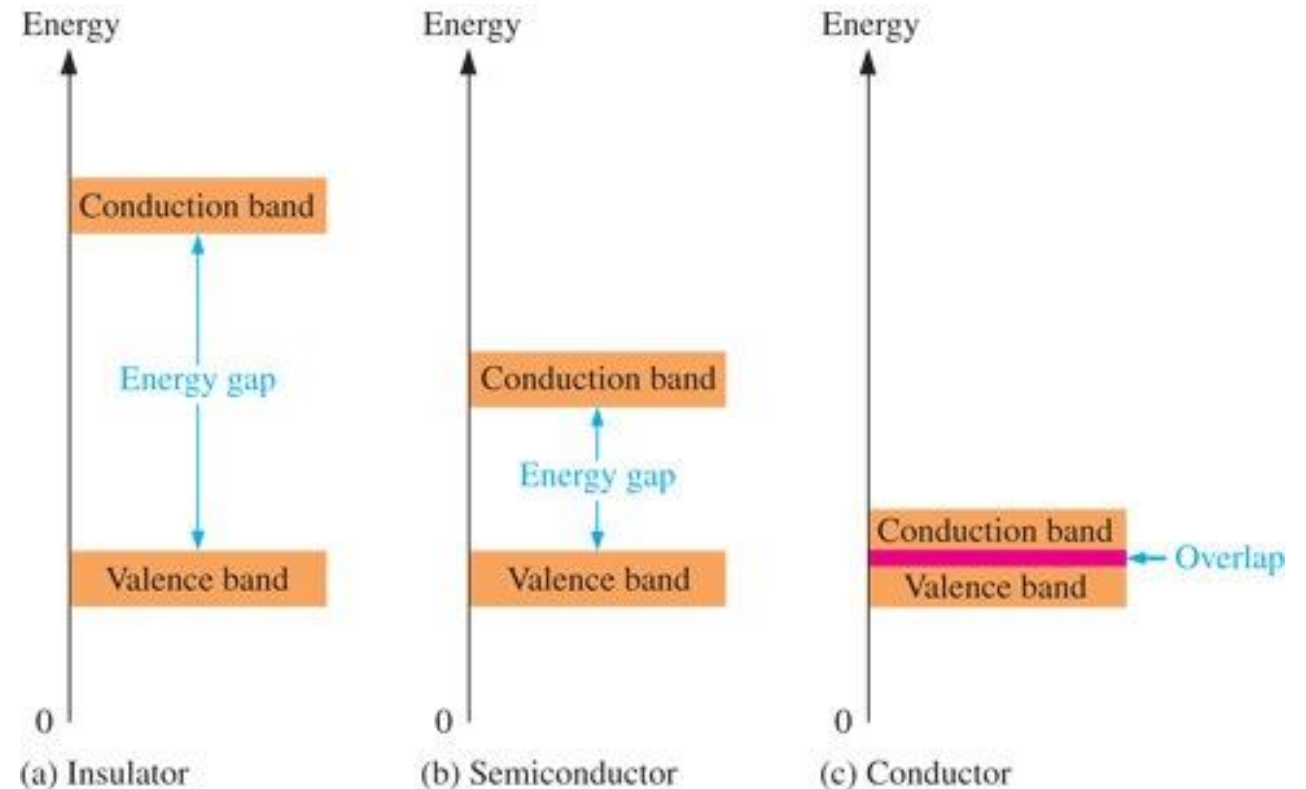 Energy
Conduction band
Energy gap
Valence band
0
(a) Insulator
Energy
Conduction band
Energy gap
Valence band
0
(b) Semiconductor
Energy
Conduction band
Overlap
Valence band
0
(c) Conductor